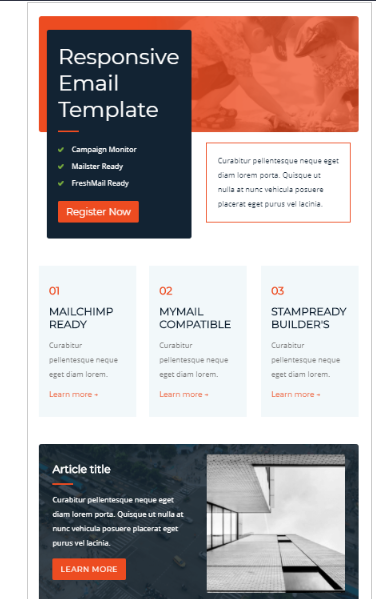 Responsive
Email
Template
Campaign Monitor
Mailster Ready
FreshMail Ready
Register Now
Curabitur pellentesque neque eget
diam lorem porta. Quisque ut
nulla at nunc vehicula posuere
placerat eget purus vel lacinia.
01
MAILCHIMP
READY
Curabitur
pellentesque neque
eget diam lorem.
Learn more +
02
MYMAIL
COMPATIBLE
Curabitur
pellentesque neque
eget diam lorem.
Learn more +
03
STAMPREADY
BUILDER'S
Curabitur
pellentesque neque
eget diam lorem.
Learn more +
Article title
Curabitur pellentesque neque eget
diam lorem porta. Quisque ut nulla at
nunc vehicula posuere placerat eget
purus vel lacinia.
LEARN MORE